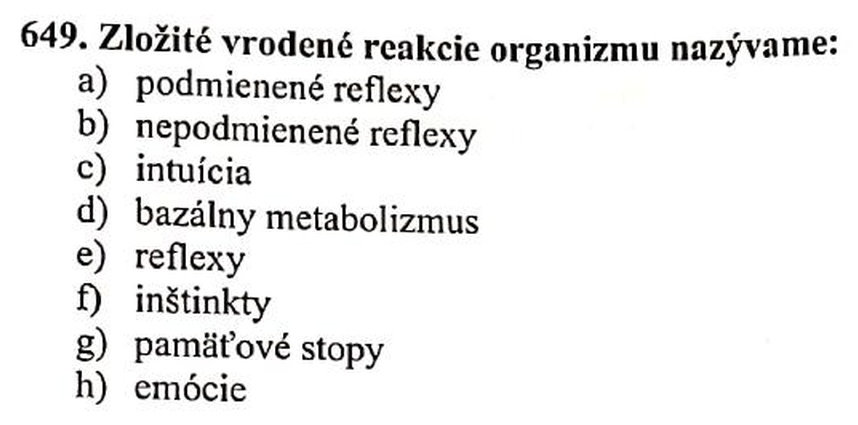 649. Zložité vrodené reakcie organizmu nazývame:
a) podmienené reflexy
b) nepodmienené reflexy
c) intuícia
d) bazálny metabolizmus
e) reflexy
f) inštinkty
g) pamäťové stopy
h) emócie